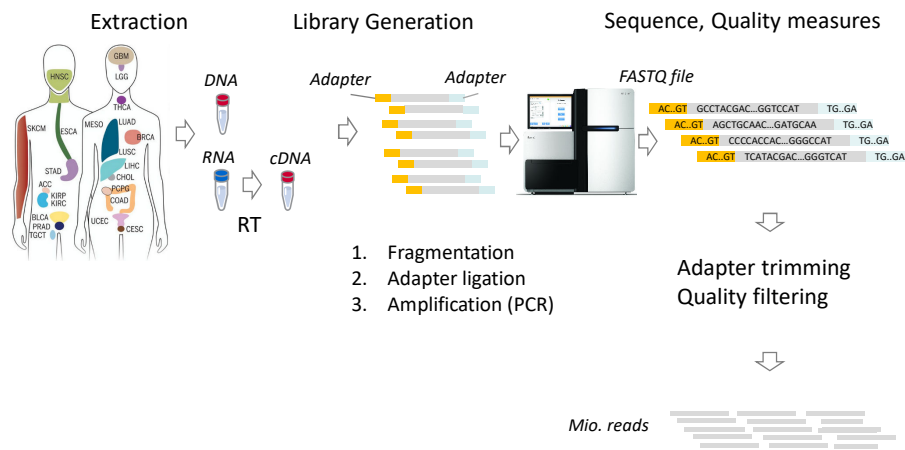 Extraction
Library Generation
Sequence, Quality measures
GBM
LGG
HNSC
THCA
SKCM
ESCA
MESO
LUAD
BRCA
LUSC
STAD
LIHC
CHOL
ACC
PCPG
KIRP
KIRC
COAD
BLCA
UCEC
PRAD
TGCT
CESC
DNA
RNA
cDNA
RT
Adapter
Adapter
1. Fragmentation
2. Adapter ligation
3. Amplification (PCR)
FASTQ file
AC..GT GCCTACGAC...GGTCCAT TG..GA
AC..GT AGCTGCAAC...GATGCAA TG..GA
AC..GT CCCCACCAC...GGGCCAT TG..GA
AC..GT TCATACGAC...GGGTCAT TG..GA
Adapter trimming
Quality filtering
Mio. reads